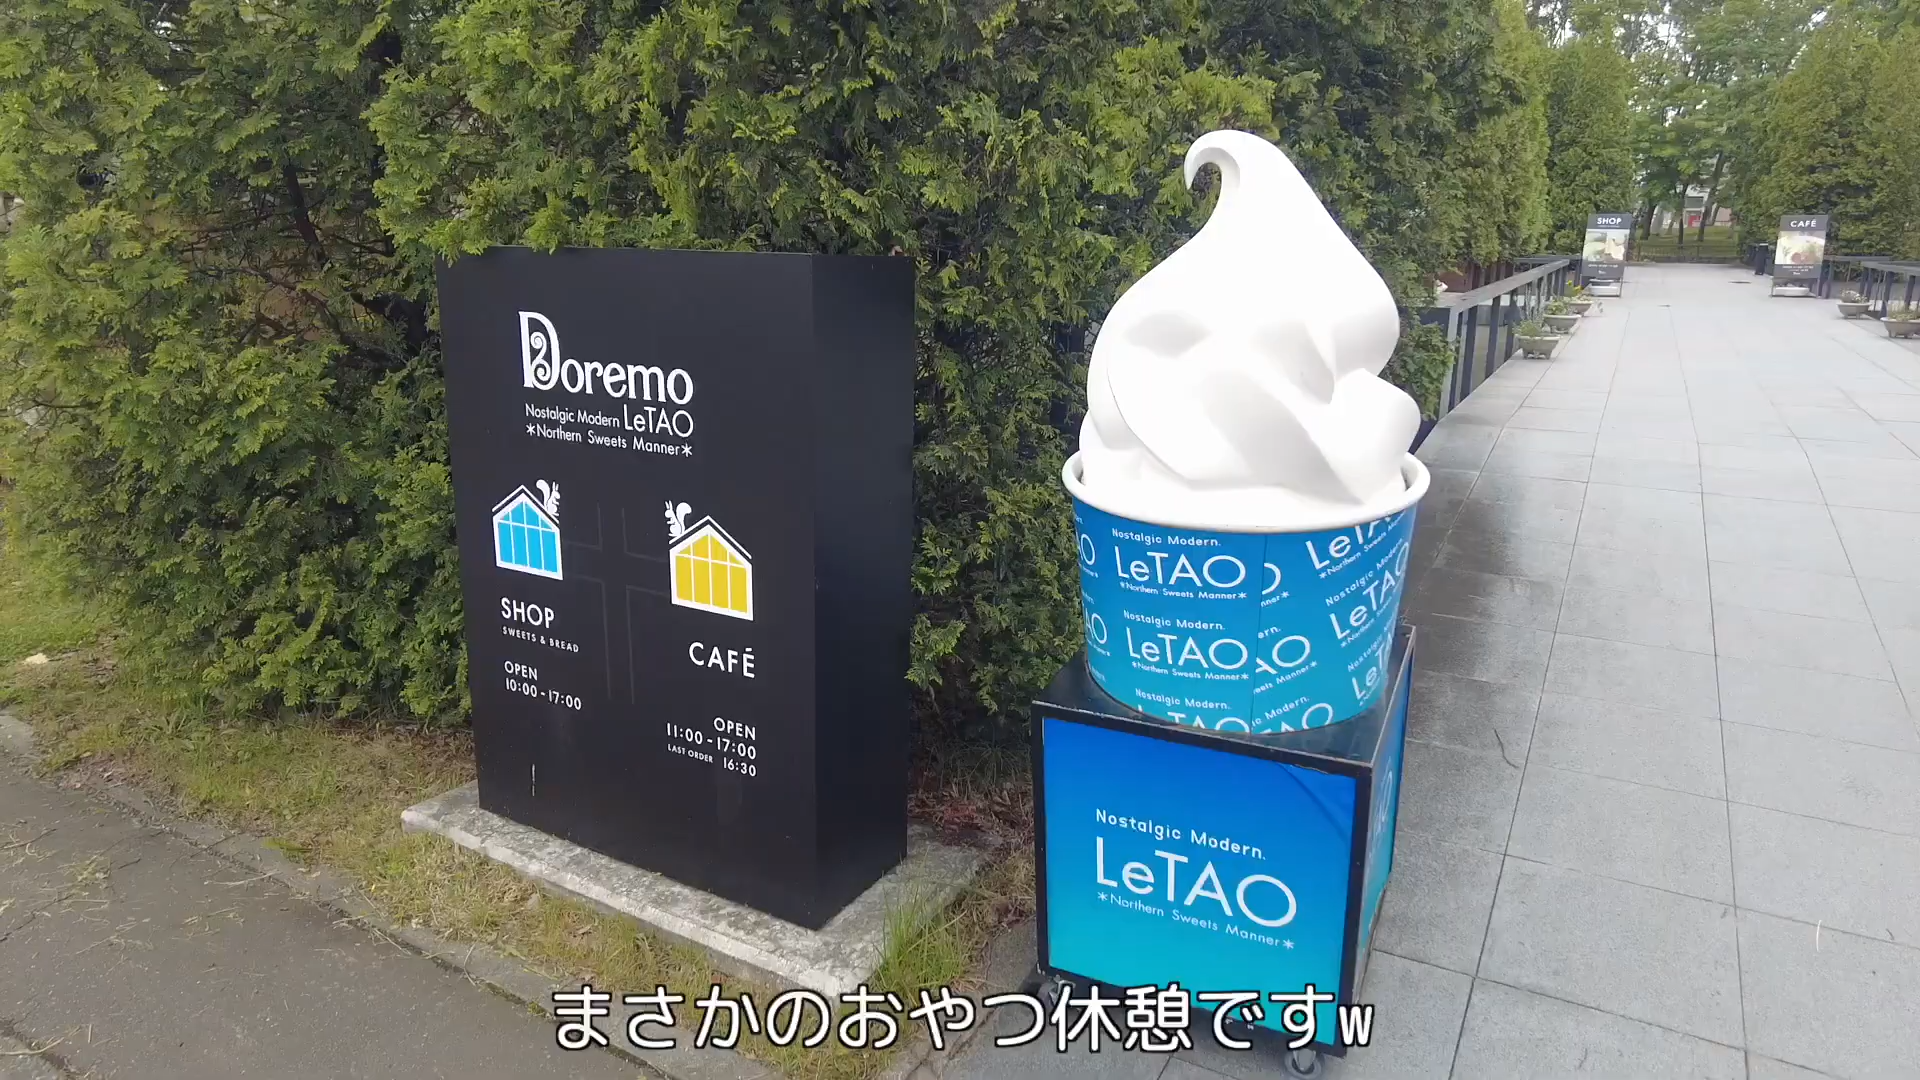 Doremo
Nostalgic Modern LeTAO
*Northern Sweets Manner*
SHOP
SWEETS & BREAD
OPEN
10:00-17:00
CAFÉ
OPEN
11:00-17:00
LAST ORDER 16:30
Nostalgic Modern.
LeTAO
*Northern Sweets Manner*
Nostalgic Modern.
LeTAO
*Northern Sweets Manner*
Nostalgic Modern.
LeTAO
Nostalgic Modern.
LeTAO
*Northern Sweets Manner*
SHOP
CAFÉ
まさかのおやつ休憩ですw